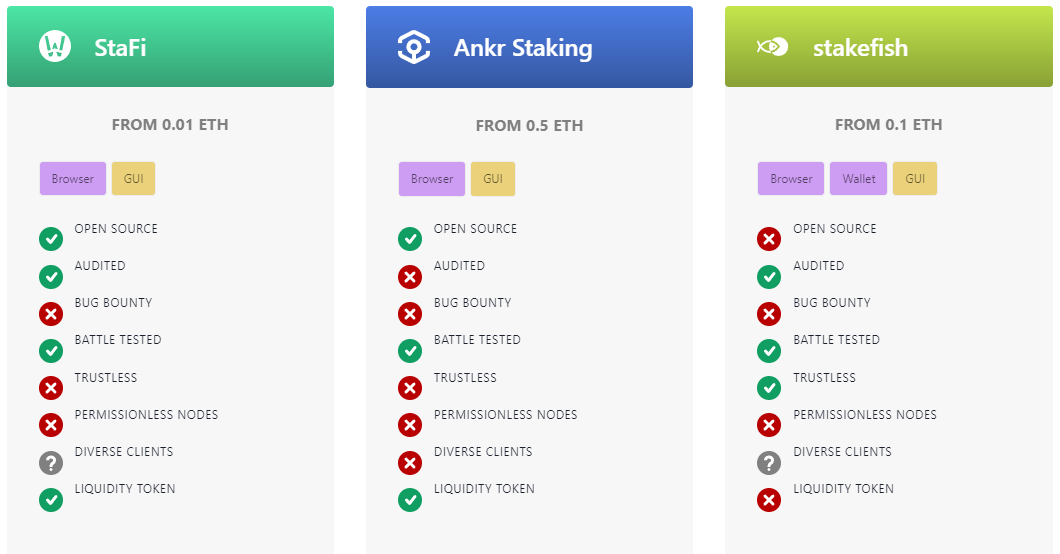 StaFi
FROM 0.01 ETH
Browser GUI
OPEN SOURCE
AUDITED
BUG BOUNTY
BATTLE TESTED
TRUSTLESS
PERMISSIONLESS NODES
DIVERSE CLIENTS
LIQUIDITY TOKEN
Ankr Staking
FROM 0.5 ETH
Browser GUI
OPEN SOURCE
AUDITED
BUG BOUNTY
BATTLE TESTED
TRUSTLESS
PERMISSIONLESS NODES
DIVERSE CLIENTS
LIQUIDITY TOKEN
stakefish
FROM 0.1 ETH
Browser Wallet GUI
OPEN SOURCE
AUDITED
BUG BOUNTY
BATTLE TESTED
TRUSTLESS
PERMISSIONLESS NODES
DIVERSE CLIENTS
LIQUIDITY TOKEN